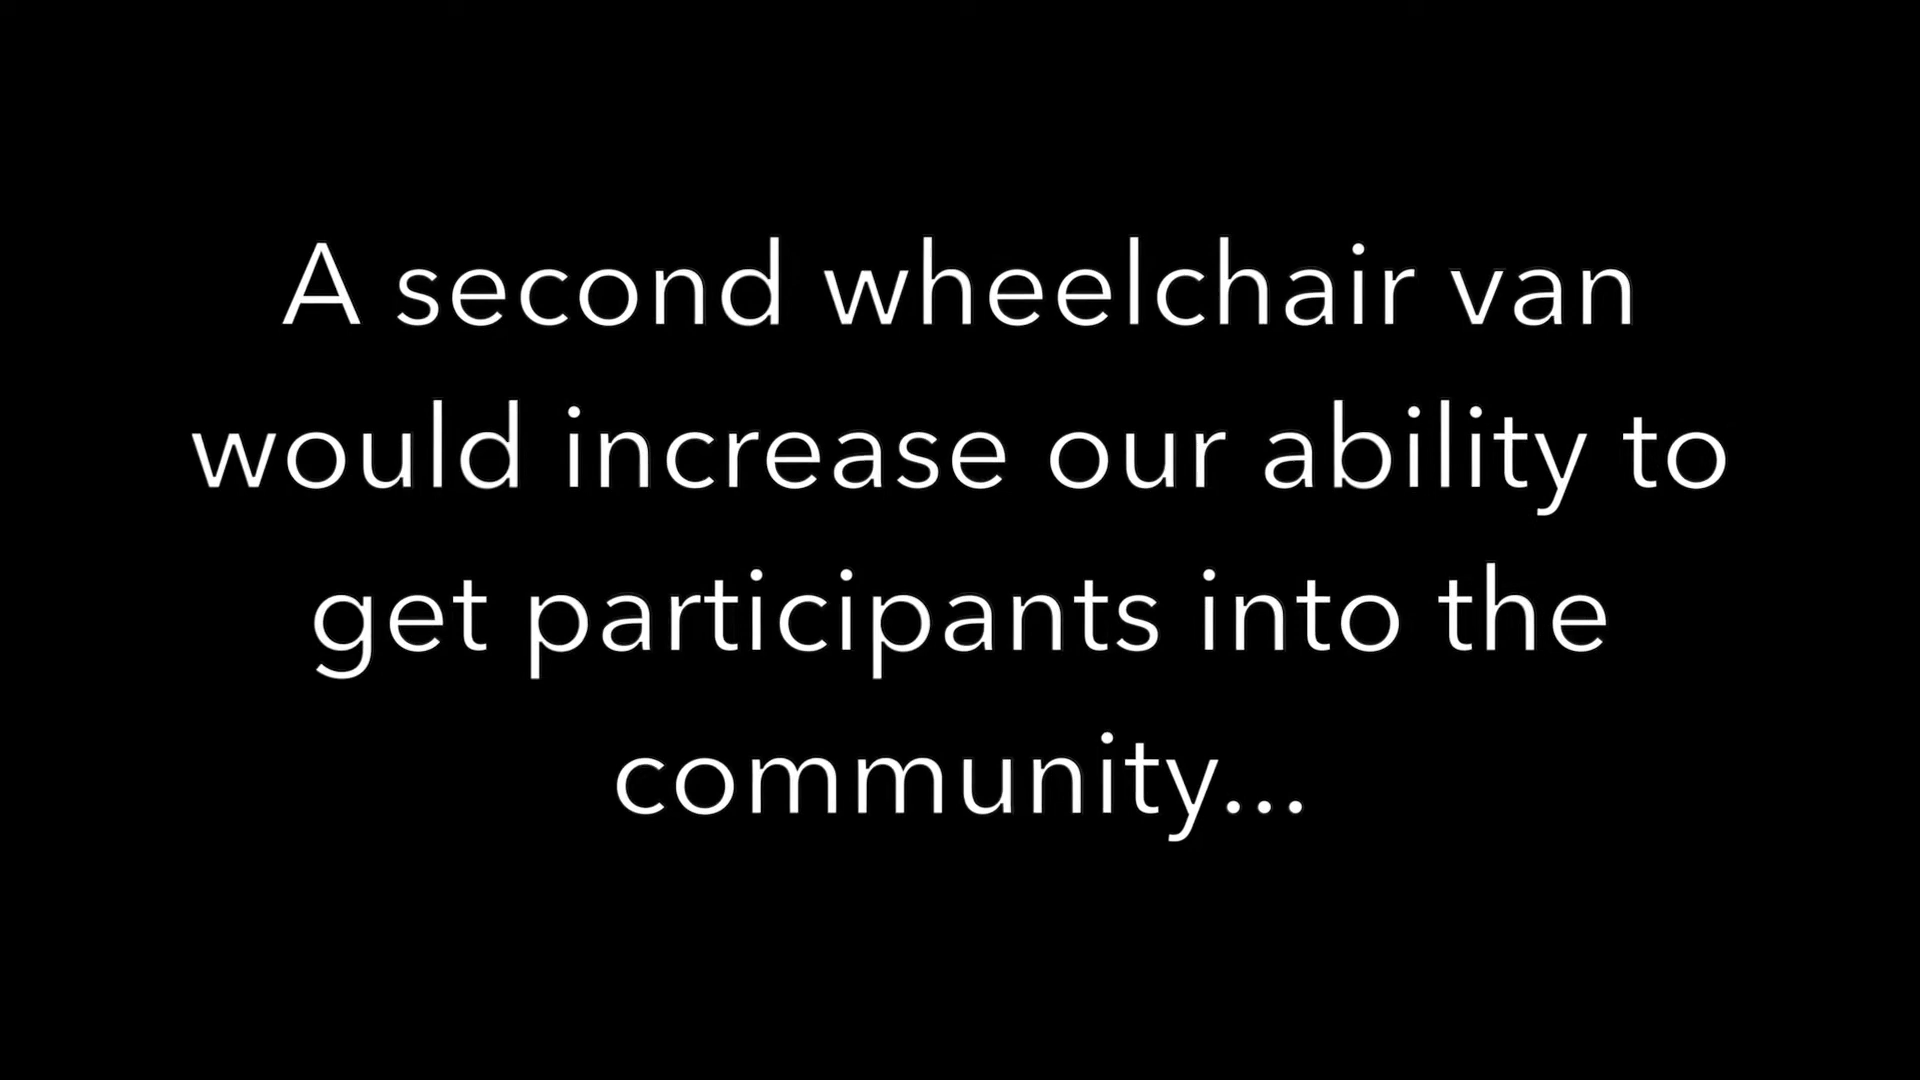 A second wheelchair van
would increase our ability to
get participants into the
community...